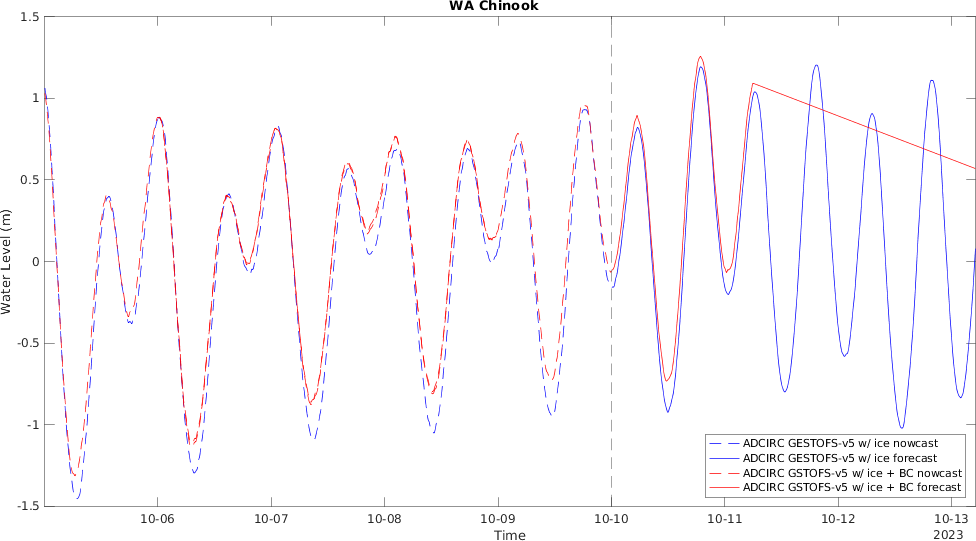 WA Chinook
1.5
1
0.5
0
-0.5
-1
-1.5
Water Level (m)
10-06 10-07 10-08 10-09 10-10 10-11 10-12 10-13
Time
2023
ADCIRC GESTOFS-v5 w/ ice nowcast
ADCIRC GESTOFS-v5 w/ ice forecast
ADCIRC GSTOFS-v5 w/ ice + BC nowcast
ADCIRC GSTOFS-v5 w/ ice + BC forecast